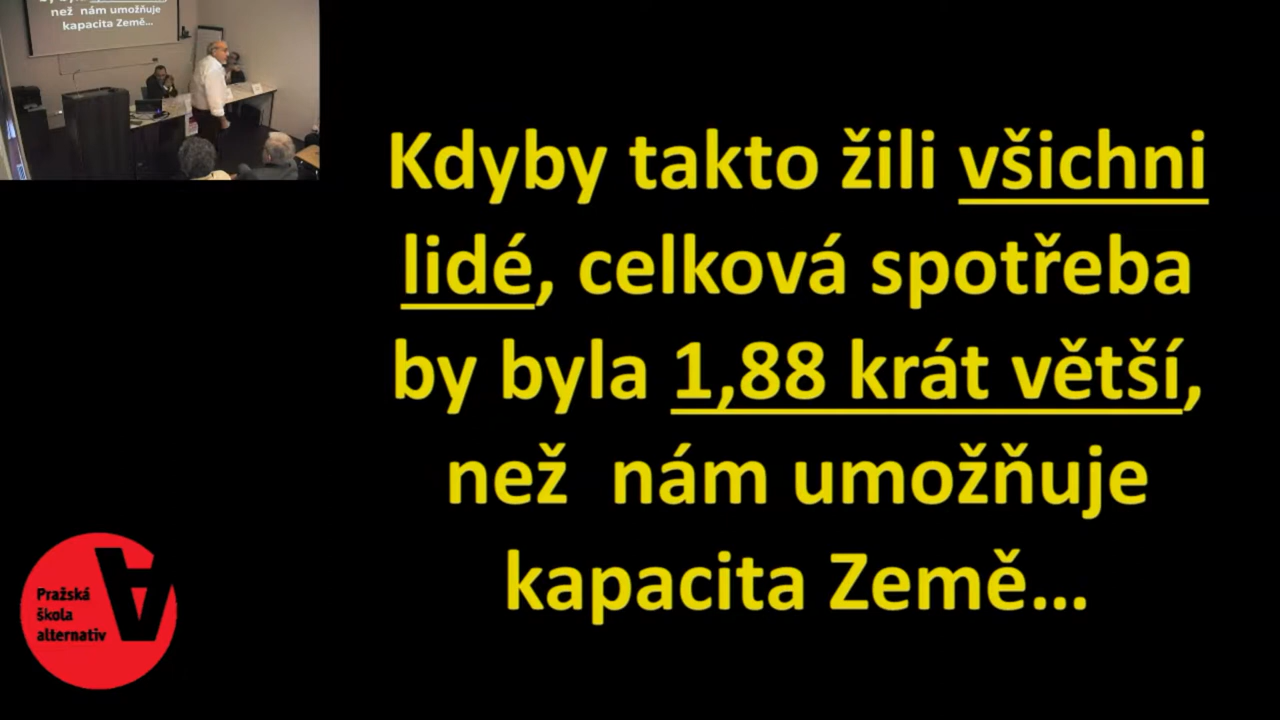 než nám umožňuje
kapacita Země...
Kdyby takto žili všichni
lidé, celková spotřeba
by byla 1,88 krát větší,
než  nám umožňuje
kapacita Země...
Pražská
škola
alternativ